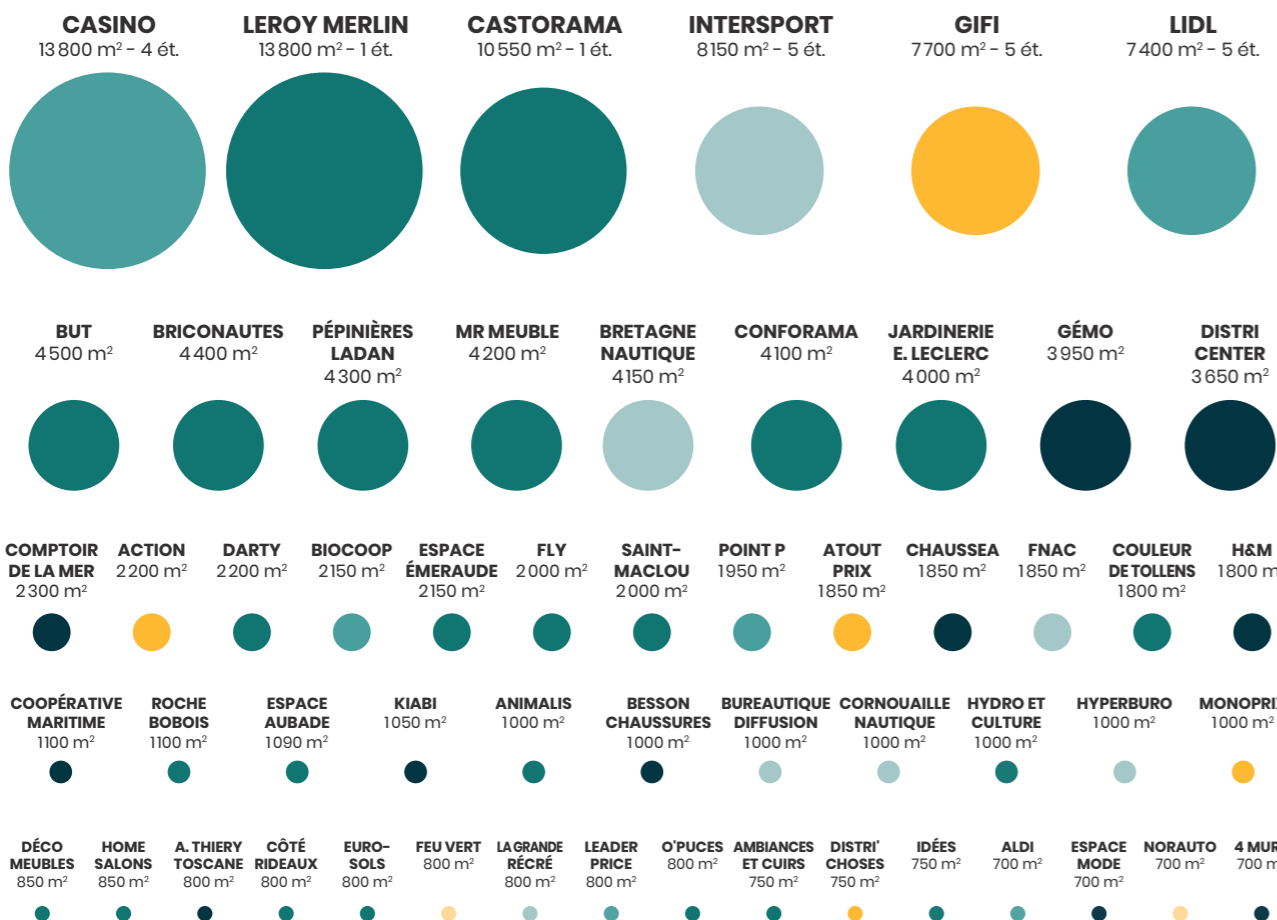 CASINO
13 800 m² - 4 ét.
LEROY MERLIN
13 800 m² - 1 ét.
CASTORAMA
10 550 m² - 1 ét.
INTERSPORT
8 150 m² - 5 ét.
GIFI
7 700 m² - 5 ét.
LIDL
7 400 m² - 5 ét.
BUT
4 500 m²
BRICONAUTES
4 400 m²
PÉPINIÈRES
LADAN
4 300 m²
MR MEUBLE
4 200 m²
BRETAGNE
NAUTIQUE
4 150 m²
CONFORAMA
4 100 m²
JARDINERIE
E. LECLERC
4 000 m²
GÉMO
3 950 m²
DISTRI
CENTER
3 650 m²
COMPTOIR
DE LA MER
2 300 m²
ACTION
2 200 m²
DARTY
2 200 m²
BIOCOOP
2 150 m²
ESPACE
ÉMERAUDE
2 150 m²
FLY
2 000 m²
SAINT-
MACLOU
2 000 m²
POINT P
1 950 m²
ATOUT
PRIX
1 850 m²
CHAUSSEA
1 850 m²
FNAC
1 850 m²
COULEUR
DE TOLLENS
1 800 m²
H&M
1 800 m
COOPÉRATIVE
MARITIME
1 100 m²
ROCHE
BOBOIS
1 100 m²
ESPACE
AUBADE
1 090 m²
KIABI
1 050 m²
ANIMALIS
1 000 m²
BESSON
CHAUSSURES
1 000 m²
BUREAUTIQUE
DIFFUSION
1 000 m²
CORNOUAILLE
NAUTIQUE
1 000 m²
HYDRO ET
CULTURE
1 000 m²
HYPERBURO
1 000 m²
MONOPRIX
1 000 m²
DÉCO
MEUBLES
850 m²
HOME
SALONS
850 m²
A. THIERY
TOSCANE
800 m²
CÔTÉ
RIDEAUX
800 m²
EURO-
SOLS
800 m²
FEU VERT
800 m²
LA GRANDE
RÉCRÉ
800 m²
LEADER
PRICE
800 m²
O'PUCES
800 m²
AMBIANCES
ET CUIRS
750 m²
DISTRI'
CHOSES
750 m²
IDÉES
750 m²
ALDI
700 m²
ESPACE
MODE
700 m²
NORAUTO
700 m²
4 MUR
700 m²